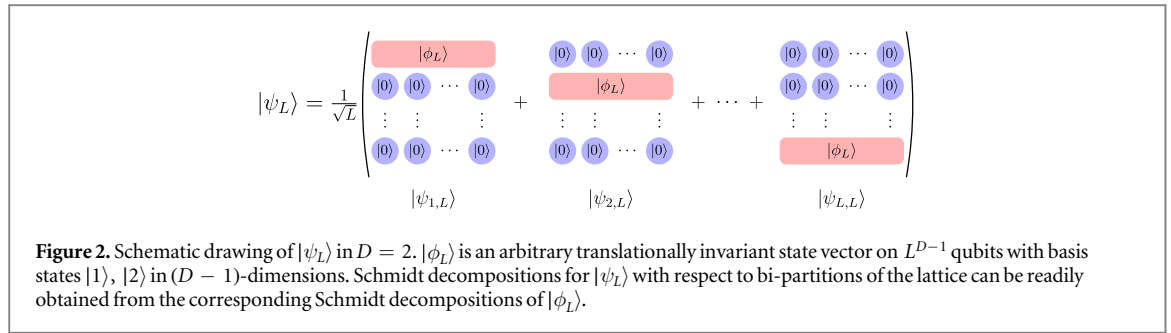 |ϕ_L⟩ |0⟩ |0⟩ ⋯ |0⟩ |0⟩ |0⟩ ⋯ |0⟩
|0⟩ |0⟩ ⋯ |0⟩ |ϕ_L⟩ |0⟩ |0⟩ ⋯ |0⟩
|ψ_L⟩ = 1/√L ( + + ⋯ + )
⋮ ⋮ ⋮ ⋮ ⋮ ⋮ ⋮ ⋮ ⋮
|0⟩ |0⟩ ⋯ |0⟩ |0⟩ |0⟩ ⋯ |0⟩ |ϕ_L⟩
|ψ_{1,L}⟩ |ψ_{2,L}⟩ |ψ_{L,L}⟩
Figure 2. Schematic drawing of |ψ_L⟩ in D = 2. |ϕ_L⟩ is an arbitrary translationally invariant state vector on L^{D−1} qubits with basis
states |1⟩, |2⟩ in (D − 1)-dimensions. Schmidt decompositions for |ψ_L⟩ with respect to bi-partitions of the lattice can be readily
obtained from the corresponding Schmidt decompositions of |ϕ_L⟩.